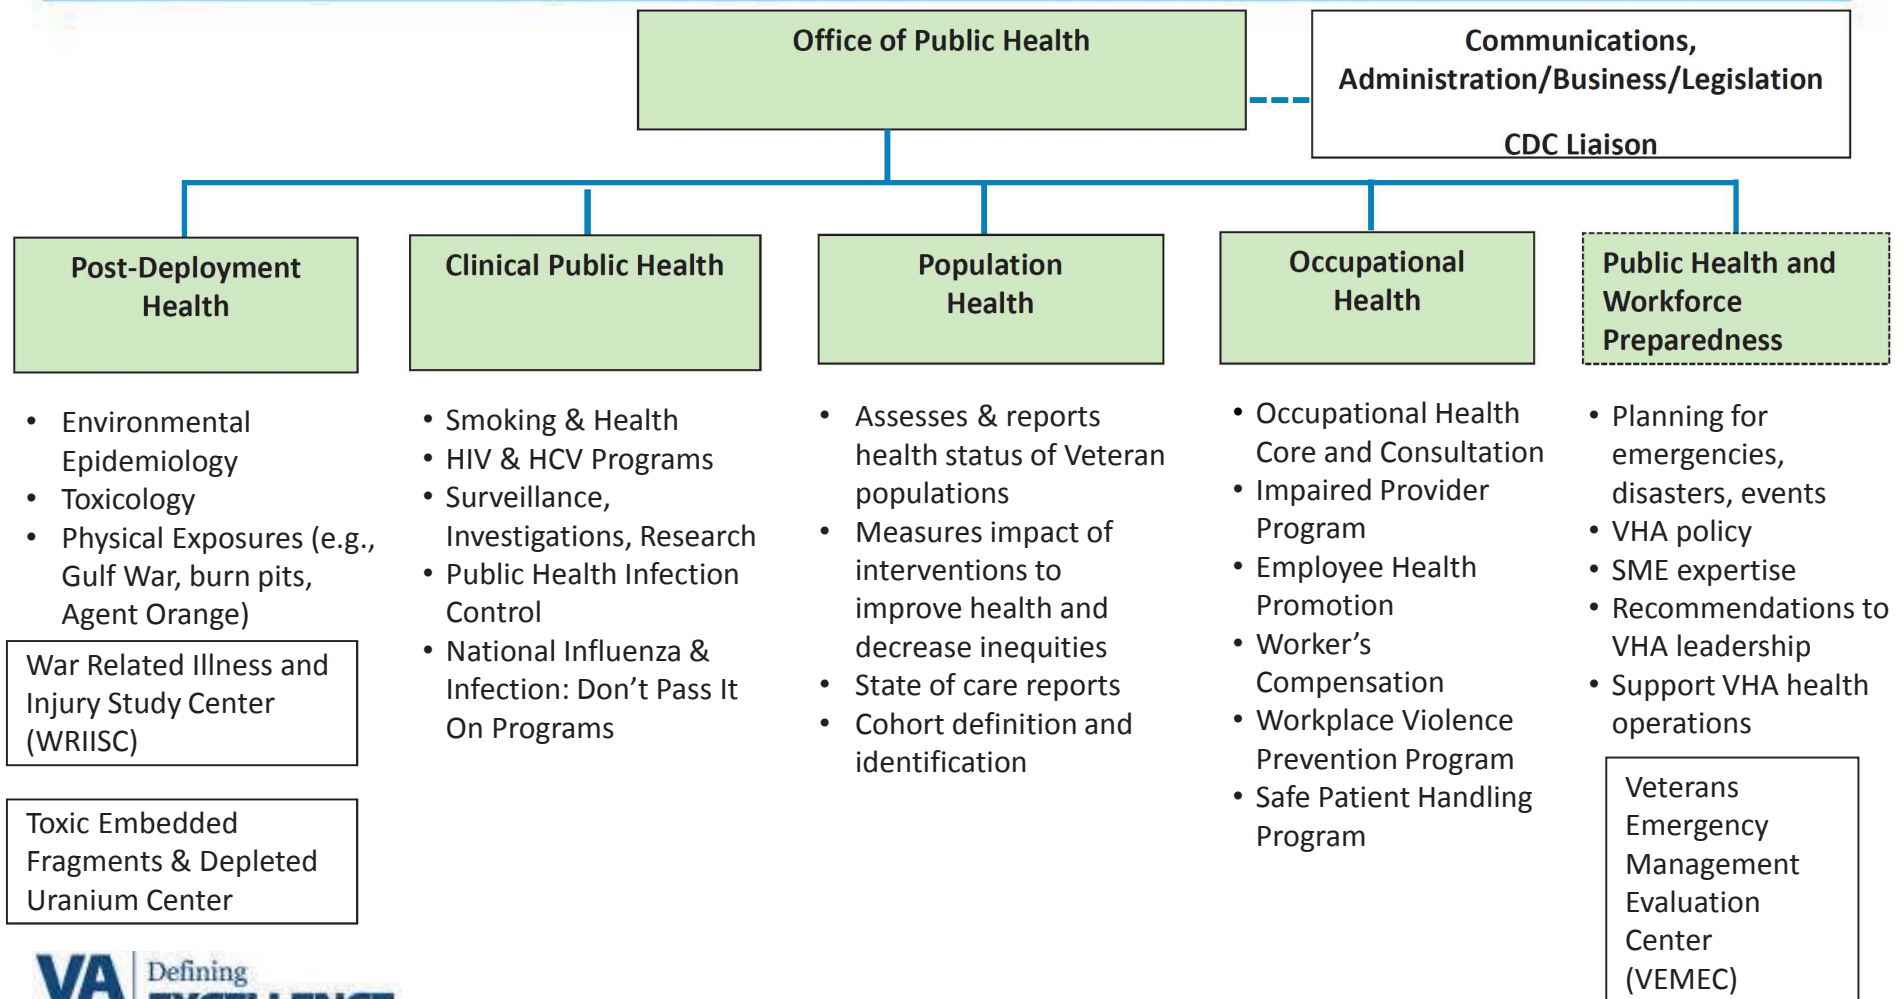 Office of Public Health
Communications,
Administration/Business/Legislation
CDC Liaison
Post-Deployment
Health
Clinical Public Health
Population
Health
Occupational
Health
Public Health and
Workforce
Preparedness
• Environmental
Epidemiology
• Toxicology
• Physical Exposures (e.g.,
Gulf War, burn pits,
Agent Orange)
War Related Illness and
Injury Study Center
(WRIISC)
Toxic Embedded
Fragments & Depleted
Uranium Center
• Smoking & Health
• HIV & HCV Programs
• Surveillance,
Investigations, Research
• Public Health Infection
Control
• National Influenza &
Infection: Don’t Pass It
On Programs
• Assesses & reports
health status of Veteran
populations
• Measures impact of
interventions to
improve health and
decrease inequities
• State of care reports
• Cohort definition and
identification
• Occupational Health
Core and Consultation
• Impaired Provider
Program
• Employee Health
Promotion
• Worker’s
Compensation
• Workplace Violence
Prevention Program
• Safe Patient Handling
Program
• Planning for
emergencies,
disasters, events
• VHA policy
• SME expertise
• Recommendations to
VHA leadership
• Support VHA health
operations
Veterans
Emergency
Management
Evaluation
Center
(VEMEC)
VA
Defining
EXCELLENCE